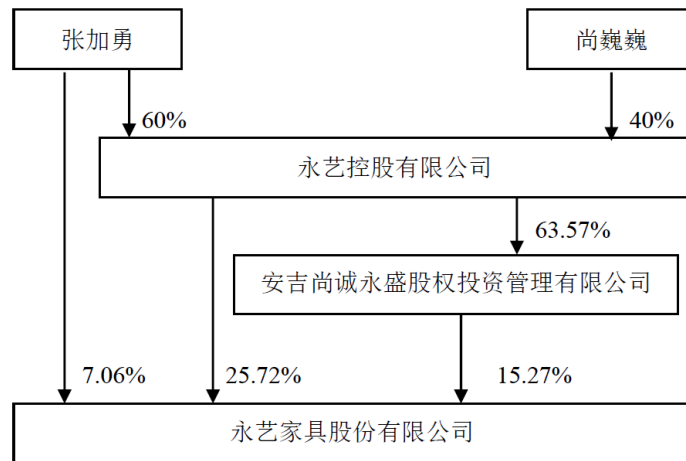 张加勇
尚巍巍
60%
40%
永艺控股有限公司
63.57%
安吉尚诚永盛股权投资管理有限公司
7.06%
25.72%
15.27%
永艺家具股份有限公司